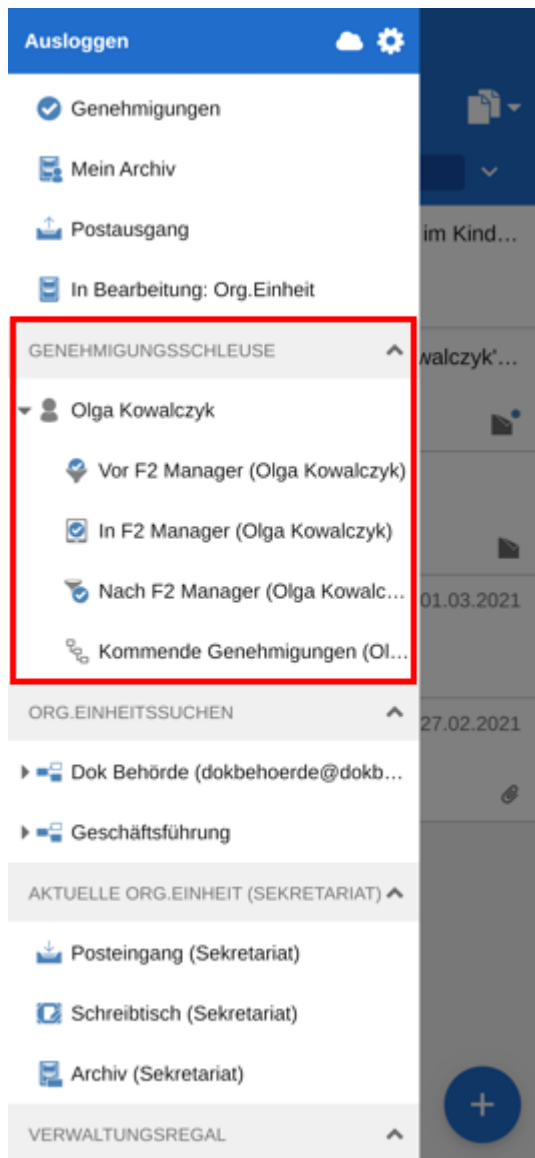 Ausloggen
Genehmigungen
Mein Archiv
Postausgang
im Kind...
In Bearbeitung: Org.Einheit
GENEHMIGUNGSSCHLEUSE
walczyk'...
Olga Kowalczyk
Vor F2 Manager (Olga Kowalczyk)
In F2 Manager (Olga Kowalczyk)
Nach F2 Manager (Olga Kowalc...
01.03.2021
Kommende Genehmigungen (Ol...
ORG.EINHEITSSUCHEN
27.02.2021
Dok Behörde (dokbehoerde@dokb...
Geschäftsführung
AKTUELLE ORG.EINHEIT (SEKRETARIAT)
Posteingang (Sekretariat)
Schreibtisch (Sekretariat)
Archiv (Sekretariat)
VERWALTUNGSREGAL